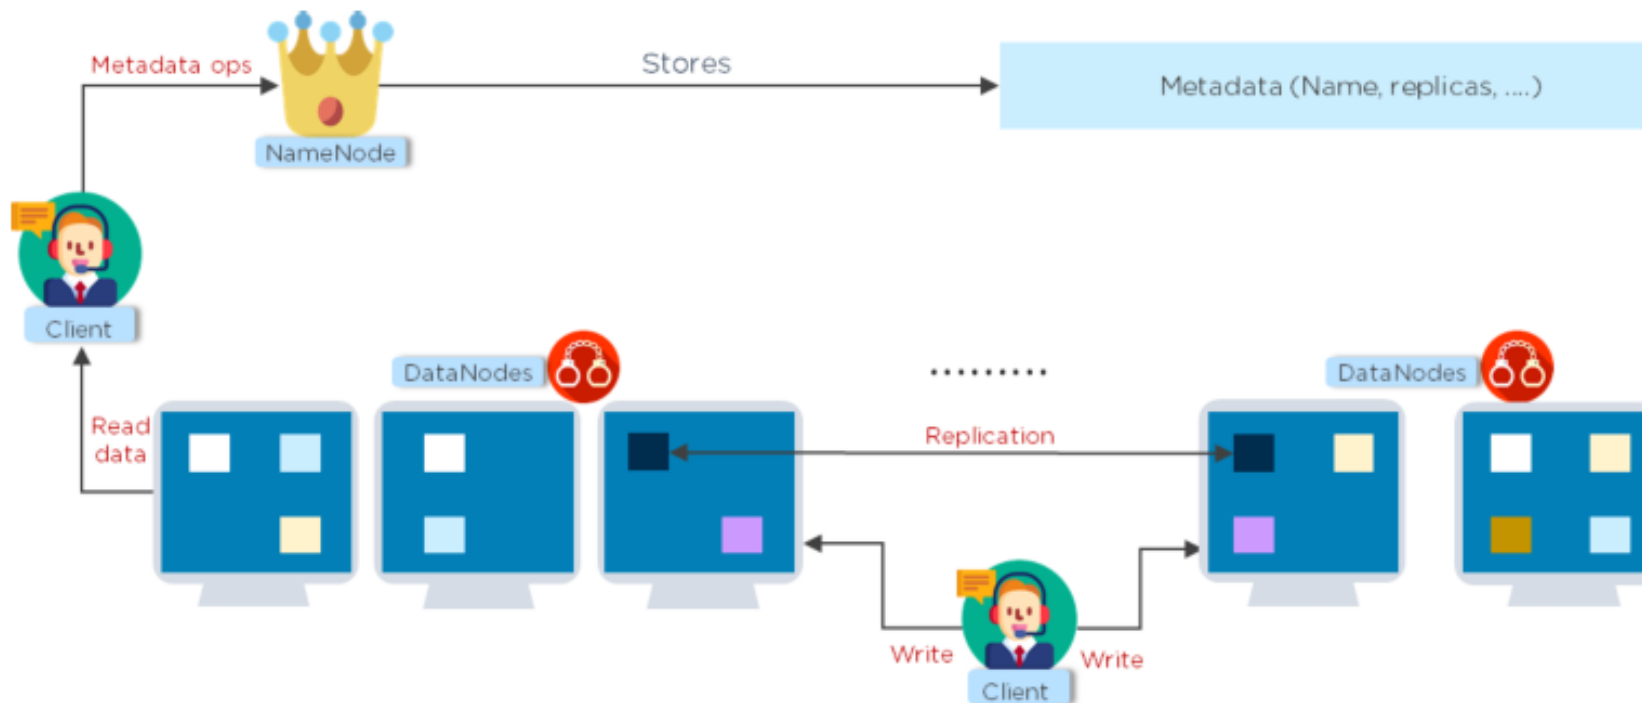 Metadata ops
Stores
Metadata (Name, replicas, ....)
NameNode
Client
DataNodes
.........
DataNodes
Read
data
Replication
Write
Write
Client